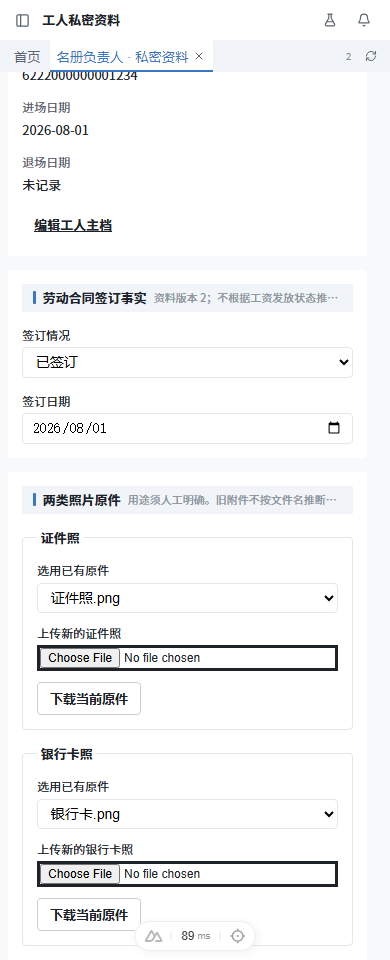 工人私密资料
首页
名册负责人 · 私密资料
2
6222000000001234
进场日期
2026-08-01
退场日期
未记录
编辑工人主档
劳动合同签订事实 资料版本 2；不根据工资发放状态推…
签订情况
已签订
签订日期
2026/08/01
两类照片原件 用途须人工明确。旧附件不按文件名推断…
证件照
选用已有原件
证件照.png
上传新的证件照
Choose File No file chosen
下载当前原件
银行卡照
选用已有原件
银行卡.png
上传新的银行卡照
Choose File No file chosen
下载当前原件
89 ms